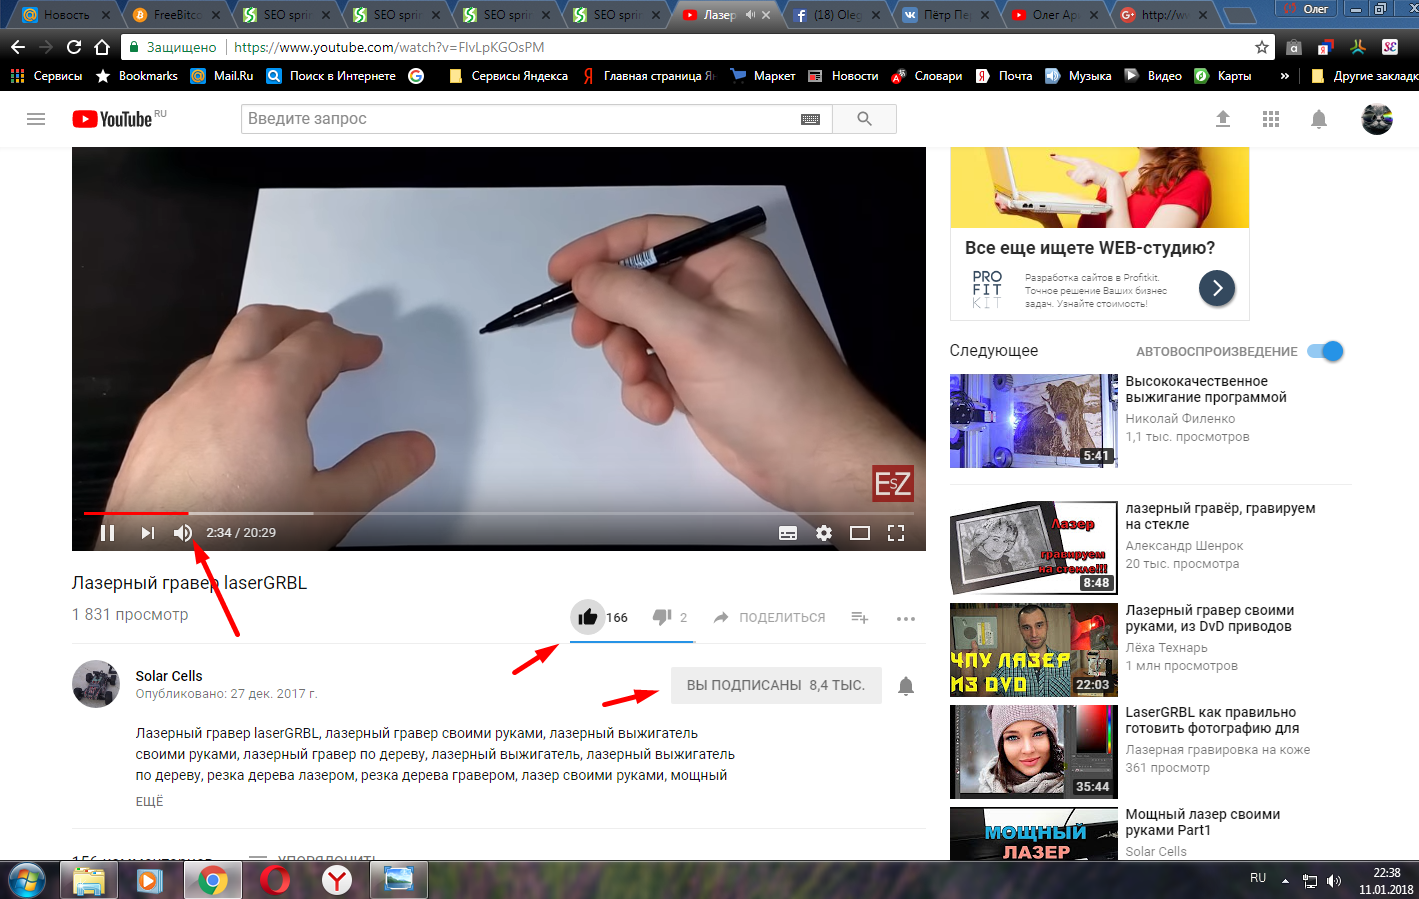 Новость
FreeBitco
SEO sprin
SEO sprin
SEO sprin
SEO sprin
Лазер
(18) Oleg
Пётр Пе
Олег Ар
http://w
Олег
Защищено
https://www.youtube.com/watch?v=FlvLpKGOsPM
Сервисы
Bookmarks
Mail.Ru
Поиск в Интернете
Сервисы Яндекса
Главная страница Ян
Маркет
Новости
Словари
Почта
Музыка
Видео
Карты
»
Другие закладк
YouTube RU
Введите запрос
Все еще ищете WEB-студию?
PRO
FIT
KIT
Разработка сайтов в Profitkit.
Точное решение Ваших бизнес
задач. Узнайте стоимость!
EsZ
2:34 / 20:29
Лазерный гравер laserGRBL
1 831 просмотр
166
2
ПОДЕЛИТЬСЯ
Solar Cells
Опубликовано: 27 дек. 2017 г.
ВЫ ПОДПИСАНЫ 8,4 ТЫС.
Лазерный гравер laserGRBL, лазерный гравер своими руками, лазерный выжигатель
своими руками, лазерный гравер по дереву, лазерный выжигатель, лазерный выжигатель
по дереву, резка дерева лазером, резка дерева гравером, лазер своими руками, мощный
ЕЩЁ
156 комментариев
УПОРЯДОЧИТЬ
Следующее
АВТОВОСПРОИЗВЕДЕНИЕ
5:41
Высококачественное
выжигание программой
Николай Филенко
1,1 тыс. просмотров
Лазер
гравируем
на стекле!!!
8:48
лазерный гравёр, гравируем
на стекле
Александр Шенрок
20 тыс. просмотра
ЧПУ ЛАЗЕР
ИЗ DVD
22:03
Лазерный гравер своими
руками, из DvD приводов
Лёха Технарь
1 млн просмотров
35:44
LaserGRBL как правильно
готовить фотографию для
Лазерная гравировка на коже
361 просмотр
МОЩНЫЙ
ЛАЗЕР
Мощный лазер своими
руками Part1
Solar Cells
RU
22:38
11.01.2018